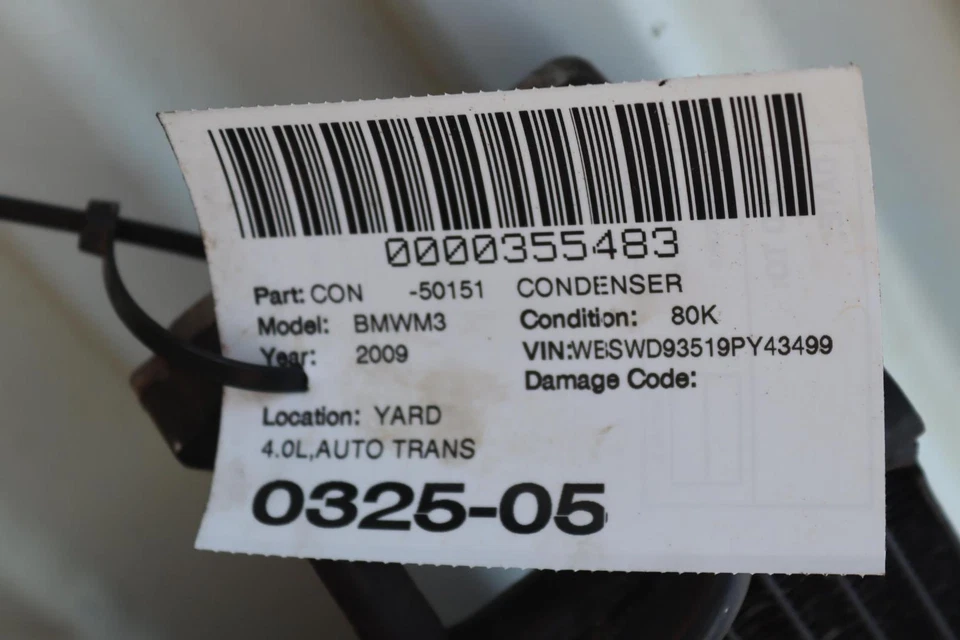 0000355483
Part: CON -50151 CONDENSER
Model: BMWM3 Condition: 80K
Year: 2009 VIN:WBSWD93519PY43499
Damage Code:
Location: YARD
4.0L,AUTO TRANS
0325-05